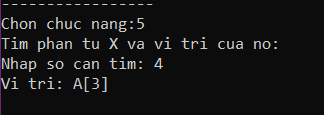 -----------------
Chon chuc nang:5
Tim phan tu X va vi tri cua no:
Nhap so can tim: 4
Vi tri: A[3]